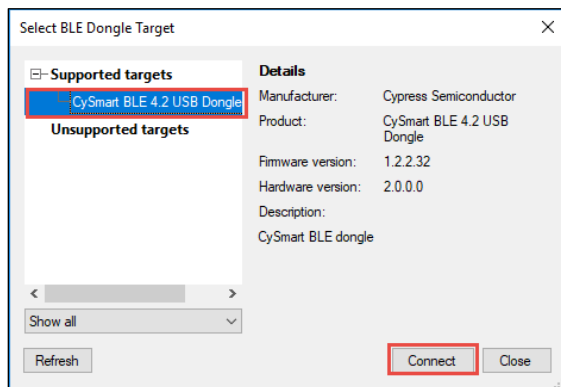 Select BLE Dongle Target
Supported targets
CySmart BLE 4.2 USB Dongle
Unsupported targets
Show all
Refresh
Details
Manufacturer: Cypress Semiconductor
Product: CySmart BLE 4.2 USB
Dongle
Firmware version: 1.2.2.32
Hardware version: 2.0.0.0
Description:
CySmart BLE dongle
Connect
Close